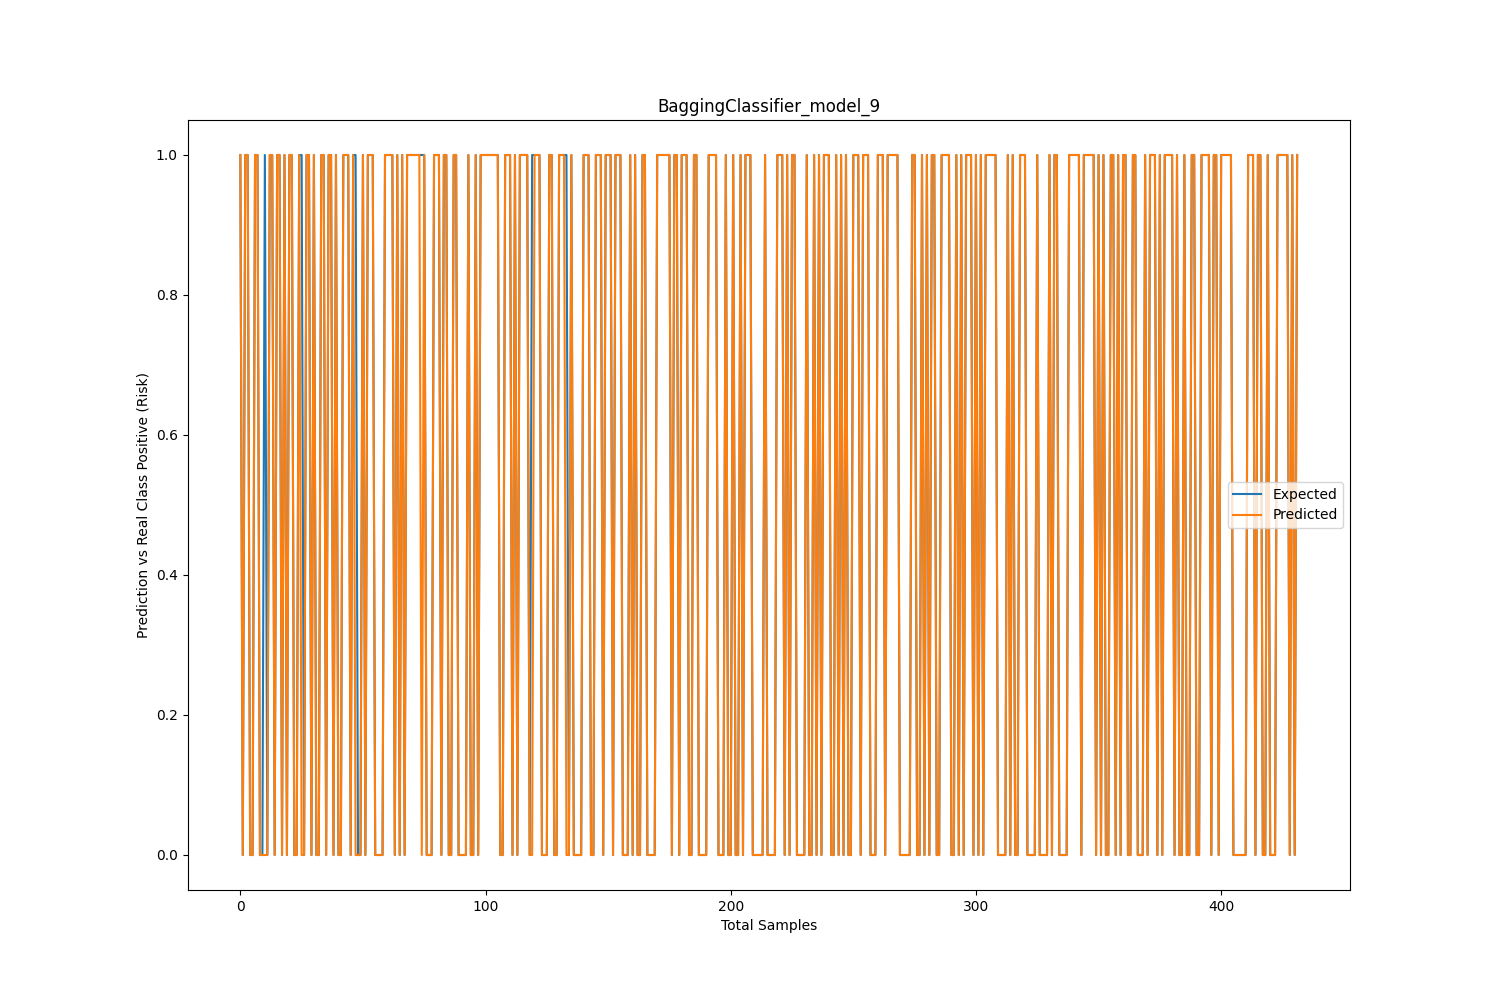 BaggingClassifier_model_9
1.0
0.8
0.6
0.4
0.2
0.0
Prediction vs Real Class Positive (Risk)
Expected
Predicted
0 100 200 300 400
Total Samples